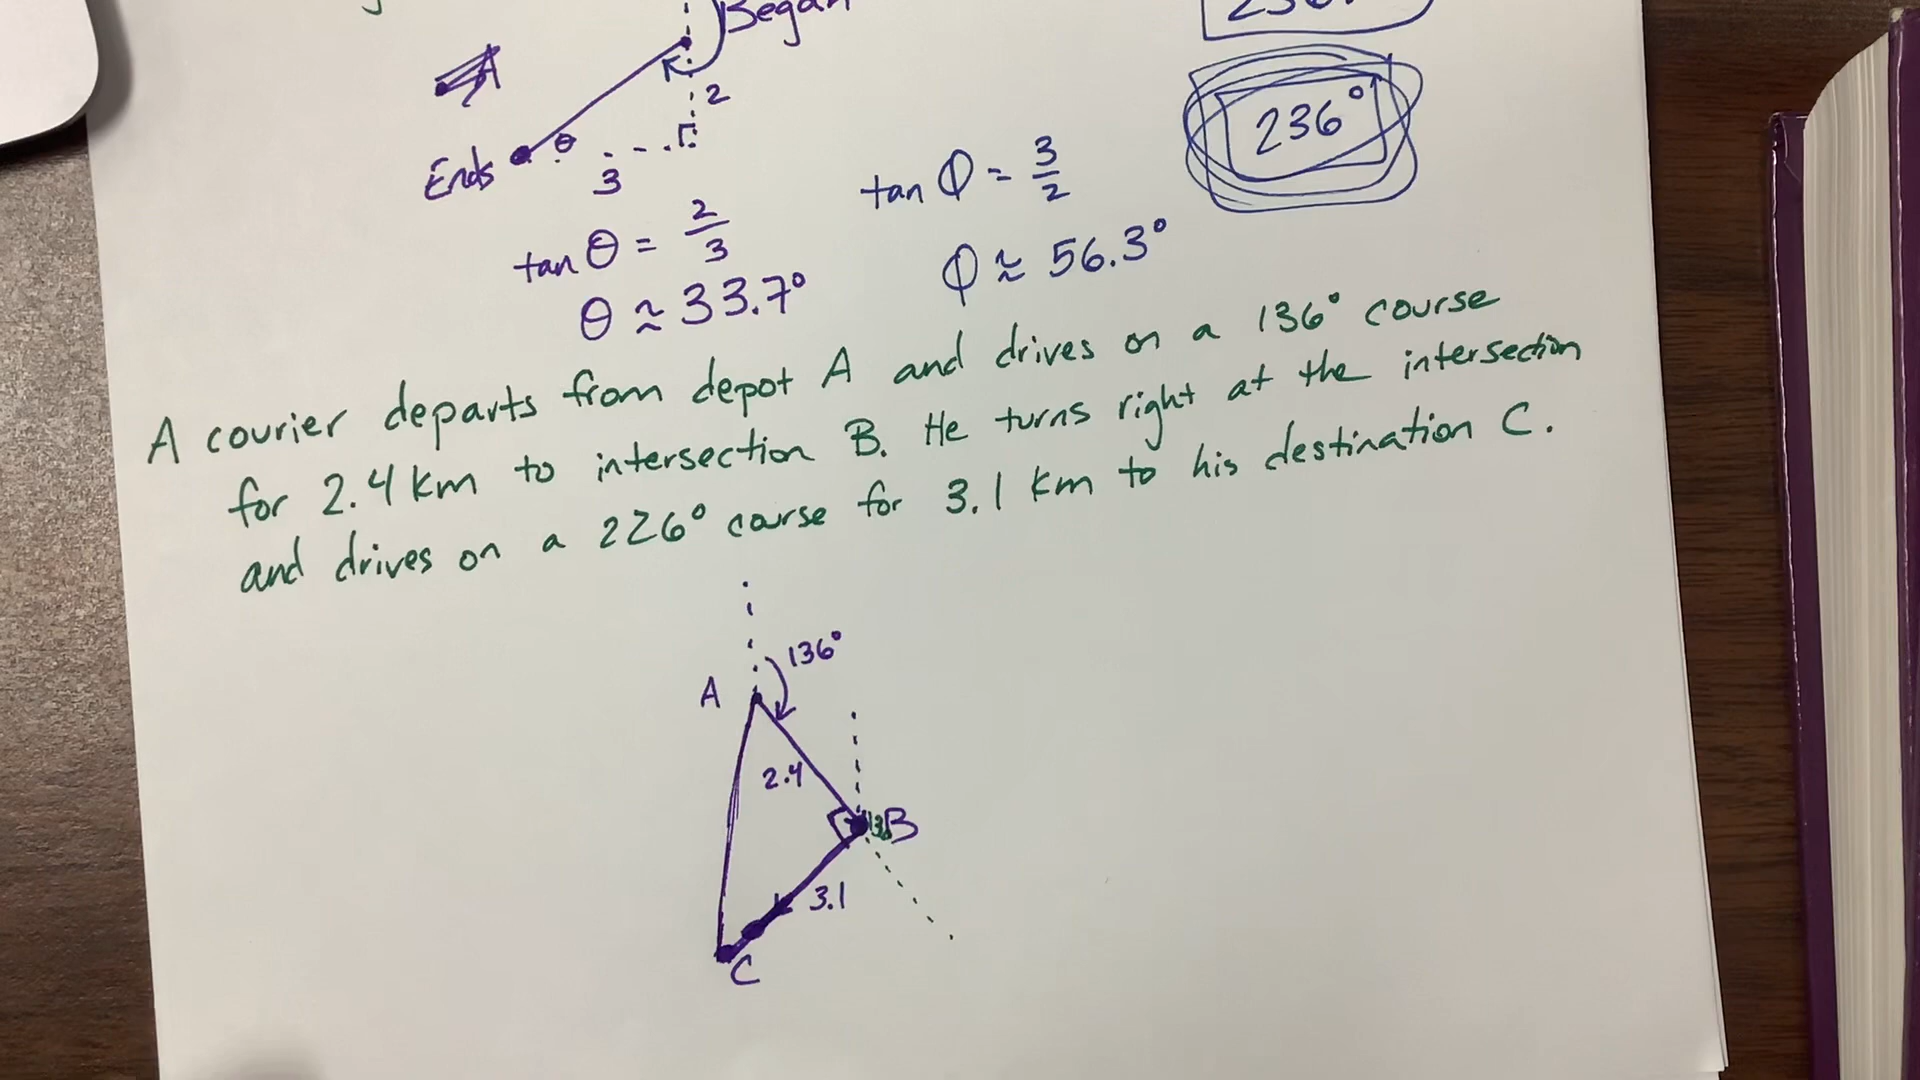 Began
2
θ
Ends
3
tan θ = 2/3
θ ≈ 33.7°
tan Φ = 3/2
Φ ≈ 56.3°
236°
A courier departs from depot A and drives on a 136° course
for 2.4 km to intersection B. He turns right at the intersection
and drives on a 226° course for 3.1 km to his destination C.
136°
A
2.4
B
3.1
C